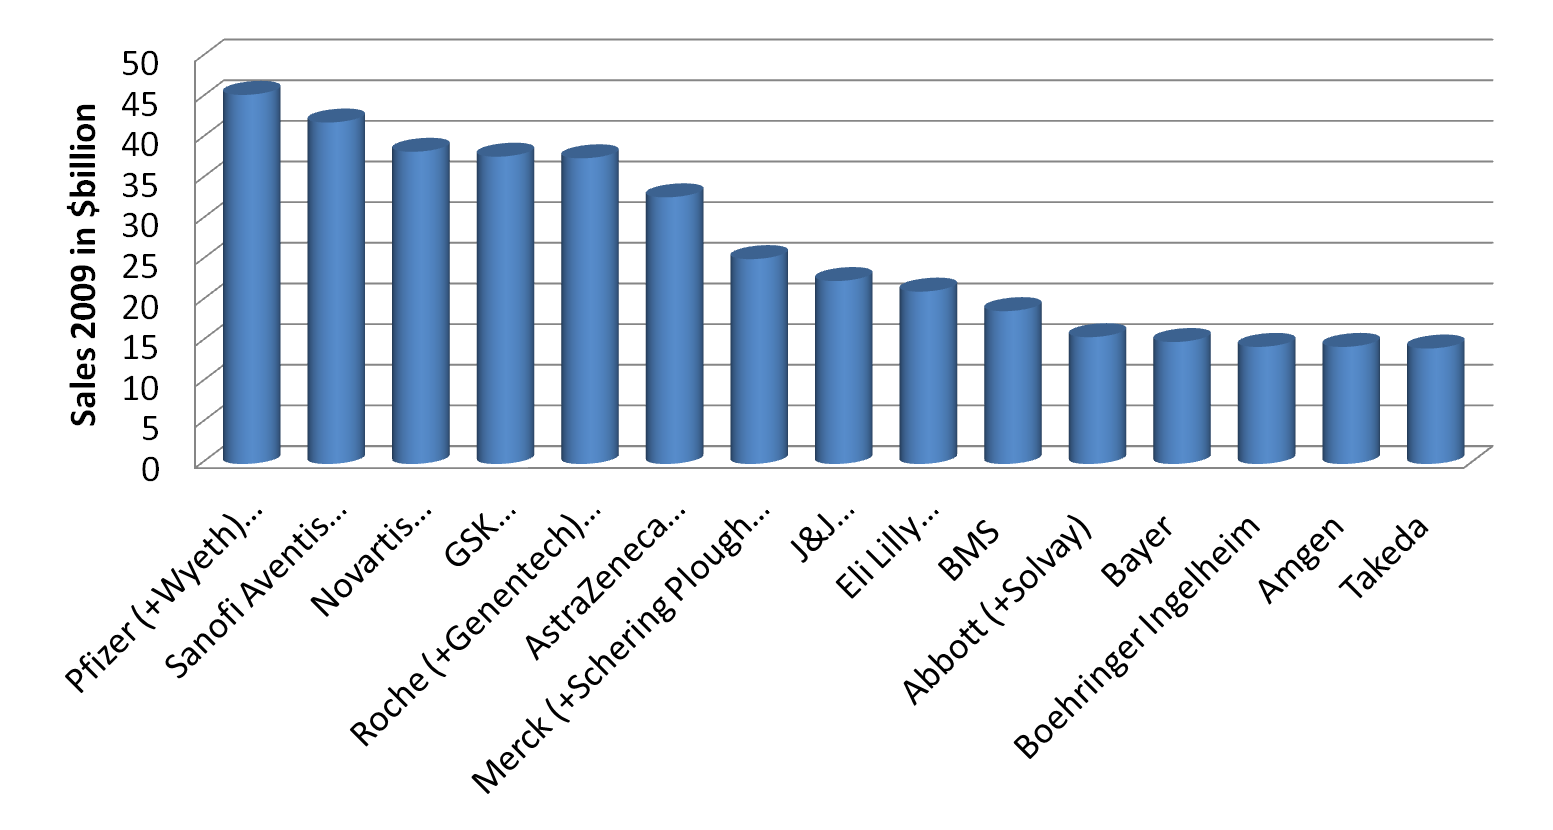 Sales 2009 in $billion
50
45
40
35
30
25
20
15
10
5
0
Pfizer (+Wyeth)...
Sanofi Aventis...
Novartis...
GSK...
Roche (+Genentech)...
AstraZeneca...
Merck (+Schering Plough...
J&J...
Eli Lilly...
BMS
Abbott (+Solvay)
Bayer
Boehringer Ingelheim
Amgen
Takeda